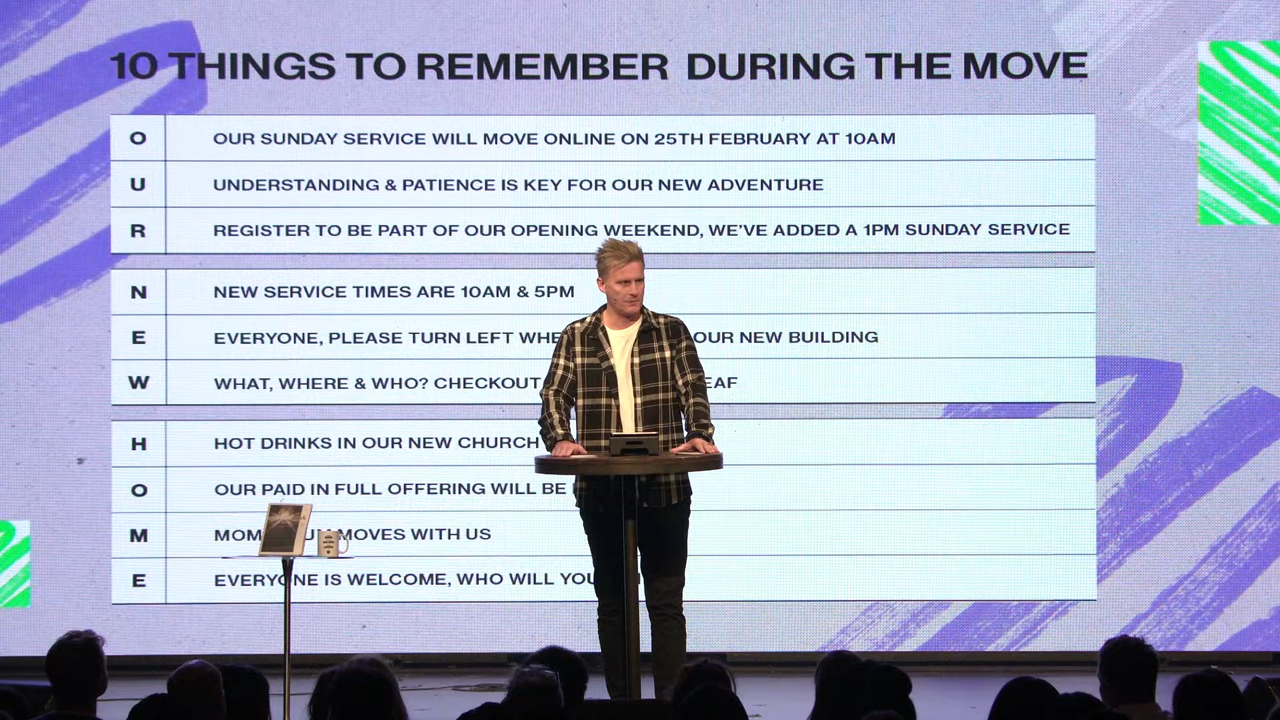 10 THINGS TO REMEMBER DURING THE MOVE
O OUR SUNDAY SERVICE WILL MOVE ONLINE ON 25TH FEBRUARY AT 10AM
U UNDERSTANDING & PATIENCE IS KEY FOR OUR NEW ADVENTURE
R REGISTER TO BE PART OF OUR OPENING WEEKEND, WE'VE ADDED A 1PM SUNDAY SERVICE
N NEW SERVICE TIMES ARE 10AM & 5PM
E EVERYONE, PLEASE TURN LEFT OUR NEW BUILDING
W WHAT, WHERE & WHO? CHECKOUT
H HOT DRINKS IN OUR NEW CHURCH
O OUR PAID IN FULL OFFERING WILL BE
M MOVES WITH US
E EVERYONE IS WELCOME, WHO WILL YOU